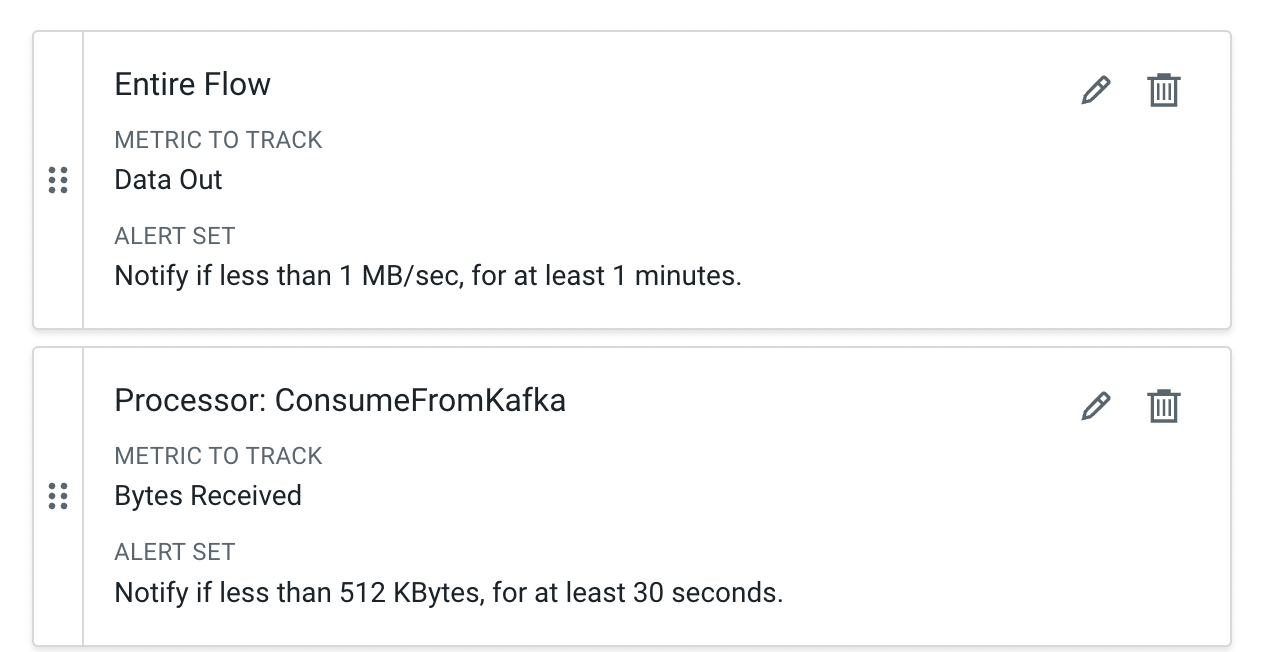 Entire Flow
METRIC TO TRACK
Data Out
ALERT SET
Notify if less than 1 MB/sec, for at least 1 minutes.
Processor: ConsumeFromKafka
METRIC TO TRACK
Bytes Received
ALERT SET
Notify if less than 512 KBytes, for at least 30 seconds.